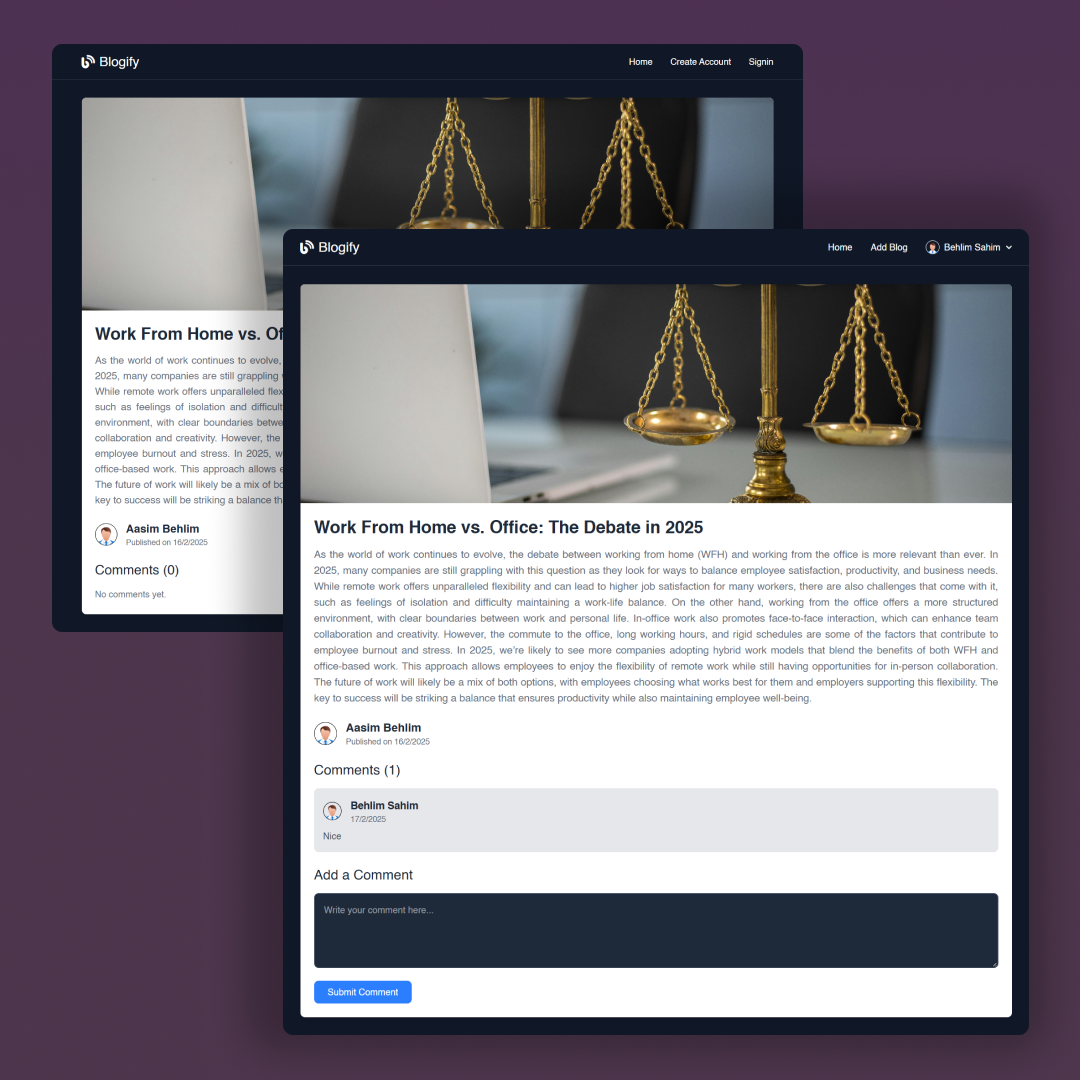 Blogify
Home Create Account Signin
Work From Home vs. Of
As the world of work continues to evolve,
2025, many companies are still grappling
While remote work offers unparalleled flex
such as feelings of isolation and difficult
environment, with clear boundaries betwe
collaboration and creativity. However, the
employee burnout and stress. In 2025, w
office-based work. This approach allows e
The future of work will likely be a mix of bo
key to success will be striking a balance th
Aasim Behlim
Published on 16/2/2025
Comments (0)
No comments yet.
Blogify
Home Add Blog Behlim Sahim
Work From Home vs. Office: The Debate in 2025
As the world of work continues to evolve, the debate between working from home (WFH) and working from the office is more relevant than ever. In
2025, many companies are still grappling with this question as they look for ways to balance employee satisfaction, productivity, and business needs.
While remote work offers unparalleled flexibility and can lead to higher job satisfaction for many workers, there are also challenges that come with it,
such as feelings of isolation and difficulty maintaining a work-life balance. On the other hand, working from the office offers a more structured
environment, with clear boundaries between work and personal life. In-office work also promotes face-to-face interaction, which can enhance team
collaboration and creativity. However, the commute to the office, long working hours, and rigid schedules are some of the factors that contribute to
employee burnout and stress. In 2025, we're likely to see more companies adopting hybrid work models that blend the benefits of both WFH and
office-based work. This approach allows employees to enjoy the flexibility of remote work while still having opportunities for in-person collaboration.
The future of work will likely be a mix of both options, with employees choosing what works best for them and employers supporting this flexibility. The
key to success will be striking a balance that ensures productivity while also maintaining employee well-being.
Aasim Behlim
Published on 16/2/2025
Comments (1)
Behlim Sahim
17/2/2025
Nice
Add a Comment
Write your comment here...
Submit Comment